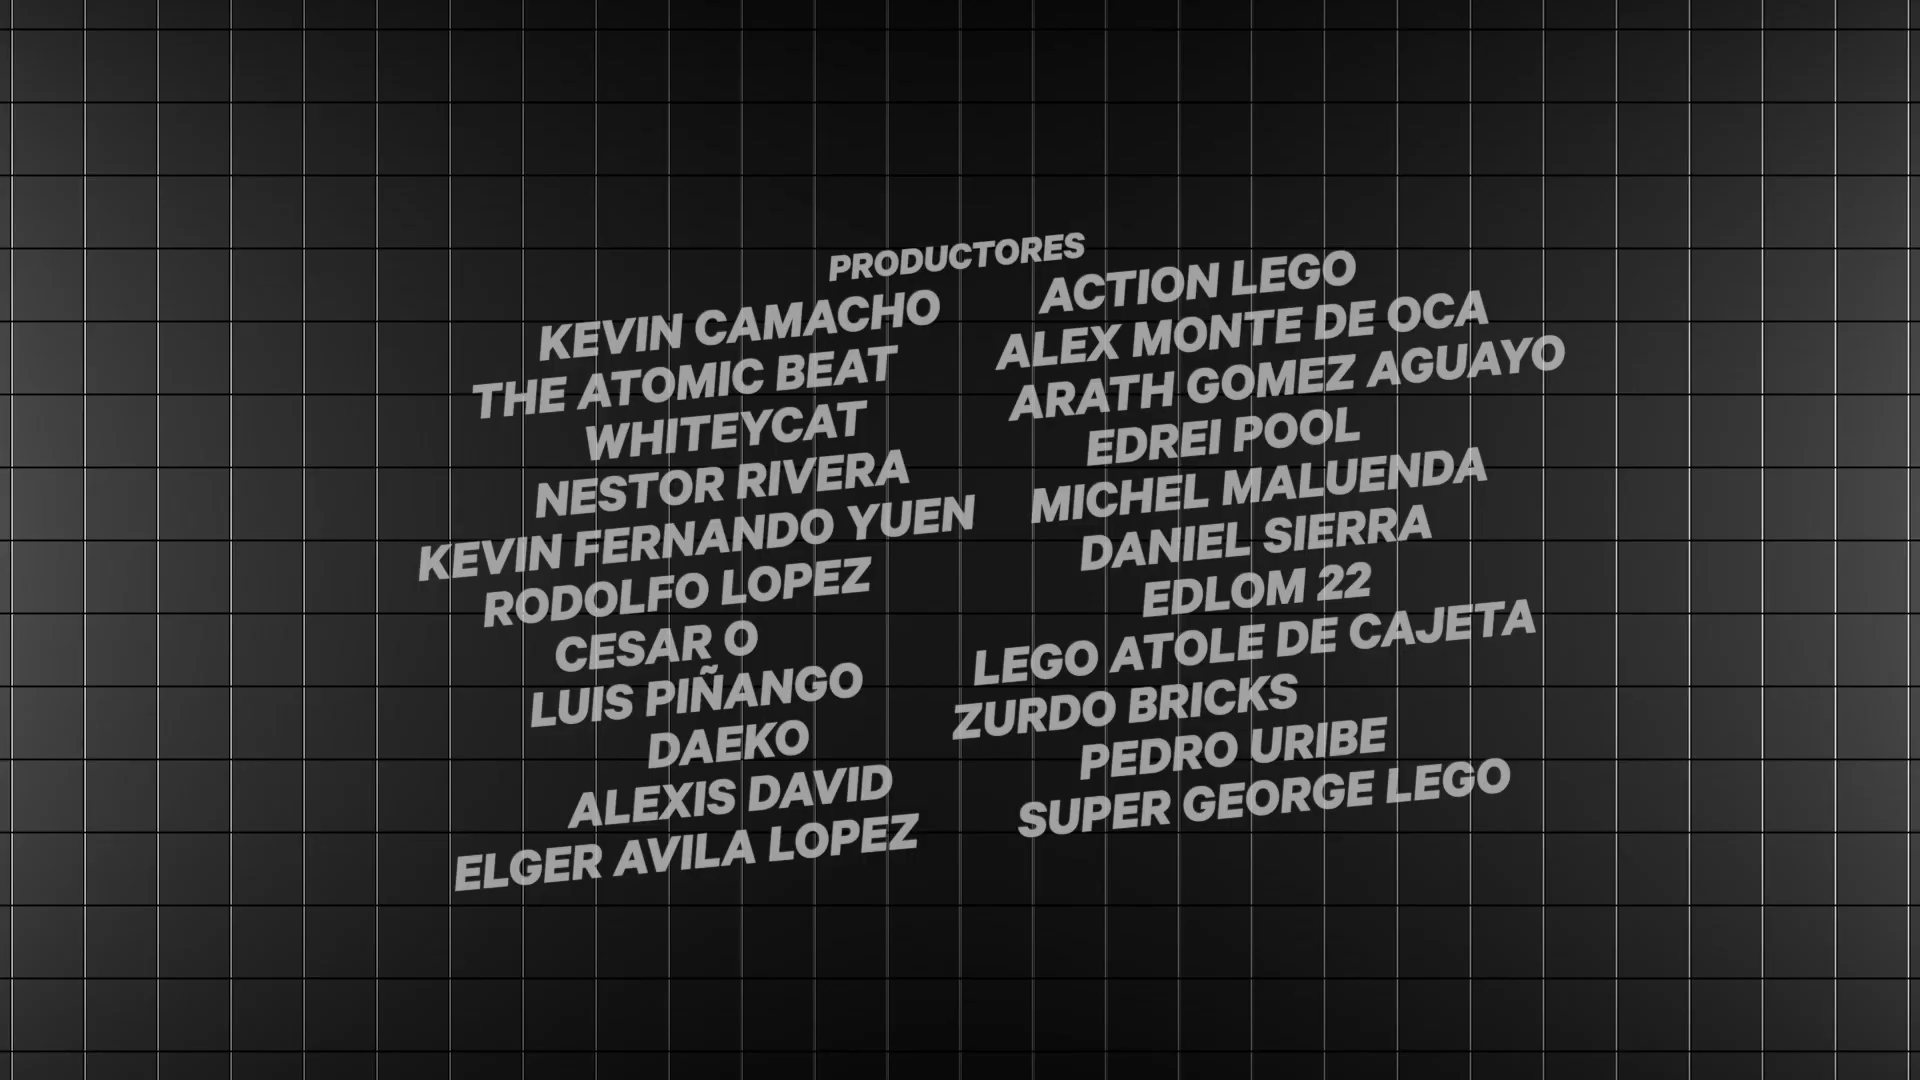 PRODUCTORES
KEVIN CAMACHO
THE ATOMIC BEAT
WHITEYCAT
NESTOR RIVERA
KEVIN FERNANDO YUEN
RODOLFO LOPEZ
CESAR O
LUIS PIÑANGO
DAEKO
ALEXIS DAVID
ELGER AVILA LOPEZ
ACTION LEGO
ALEX MONTE DE OCA
ARATH GOMEZ AGUAYO
EDREI POOL
MICHEL MALUENDA
DANIEL SIERRA
EDLOM 22
LEGO ATOLE DE CAJETA
ZURDO BRICKS
PEDRO URIBE
SUPER GEORGE LEGO